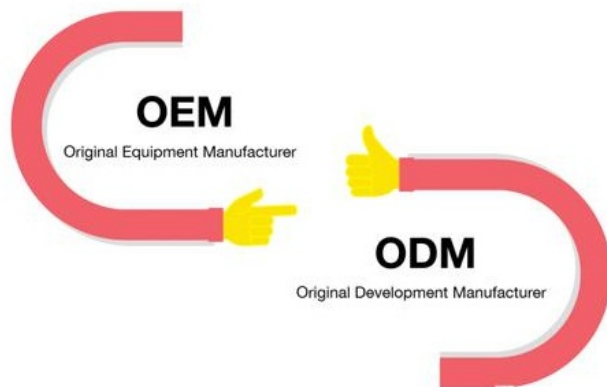 OEM
Original Equipment Manufacturer
ODM
Original Development Manufacturer